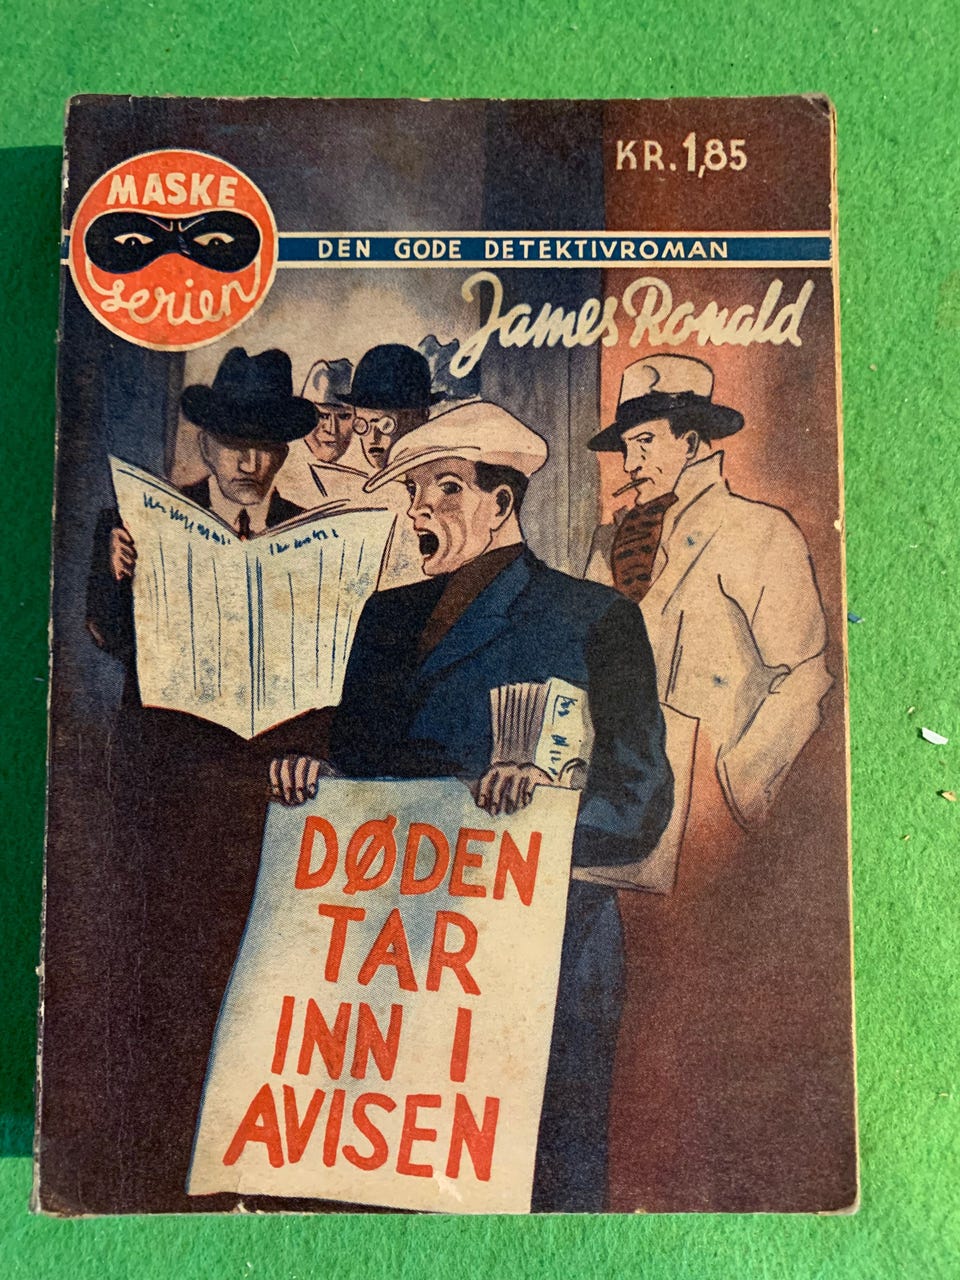 MASKE
serien
KR. 1,85
DEN GODE DETEKTIVROMAN
James Ronald
DØDEN
TAR
INN I
AVISEN